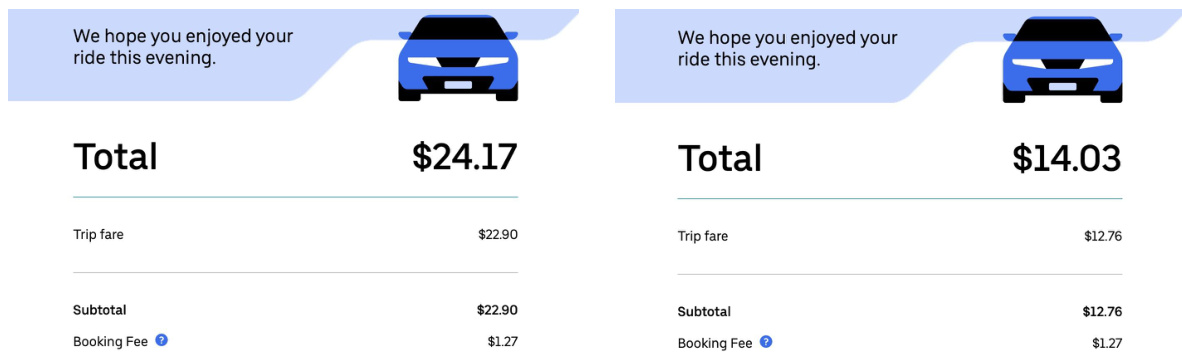 We hope you enjoyed your
ride this evening.
Total $24.17
Trip fare $22.90
Subtotal $22.90
Booking Fee ? $1.27
We hope you enjoyed your
ride this evening.
Total $14.03
Trip fare $12.76
Subtotal $12.76
Booking Fee ? $1.27